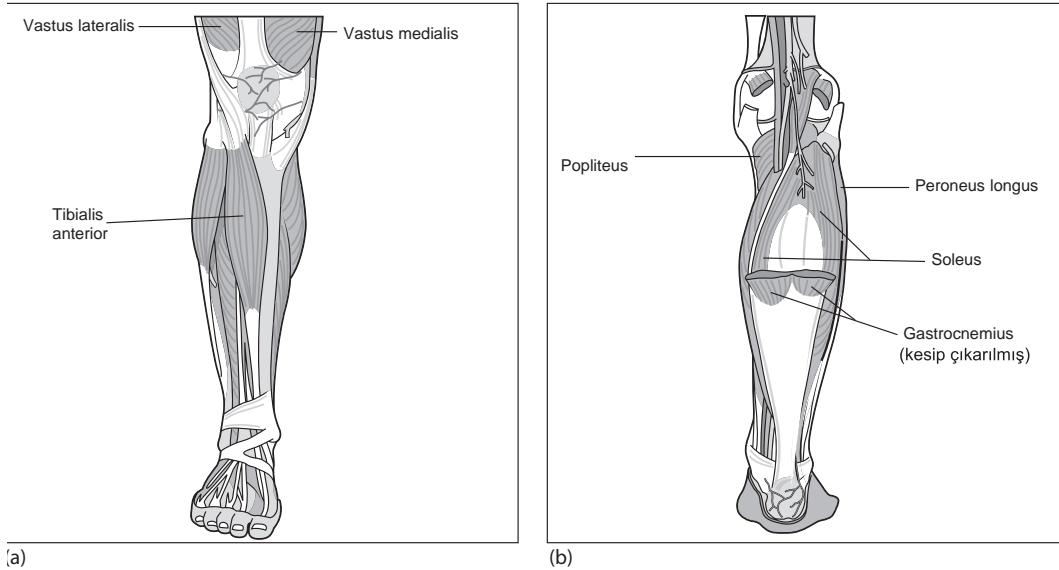 Vastus lateralis
Vastus medialis
Tibialis
anterior
(a)
Popliteus
Peroneus longus
Soleus
Gastrocnemius
(kesip çıkarılmış)
(b)